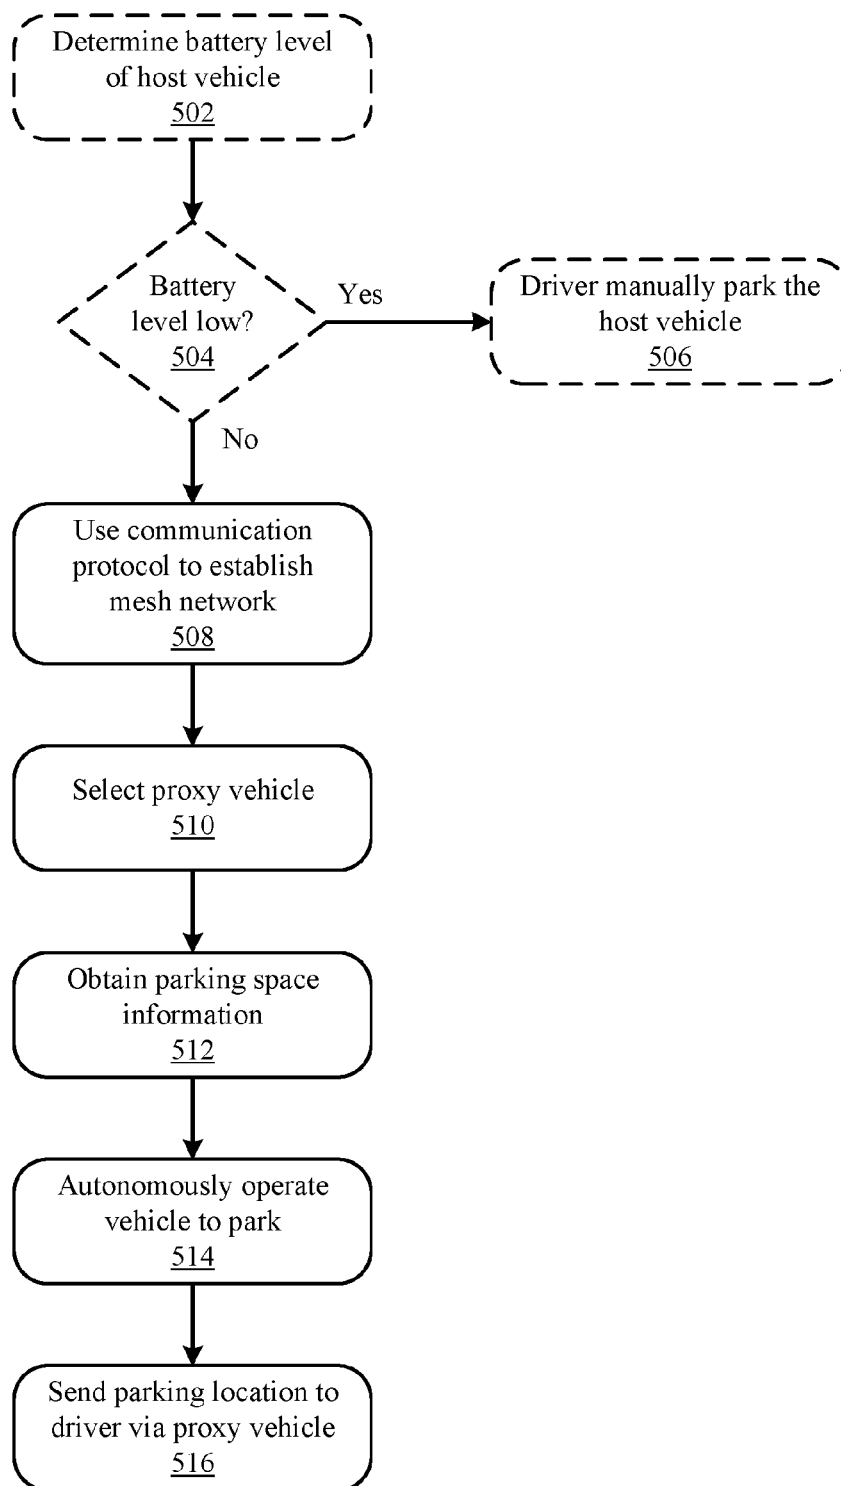 Determine battery level
of host vehicle
502
Battery
level low?
504
Yes
Driver manually park the
host vehicle
506
No
Use communication
protocol to establish
mesh network
508
Select proxy vehicle
510
Obtain parking space
information
512
Autonomously operate
vehicle to park
514
Send parking location to
driver via proxy vehicle
516